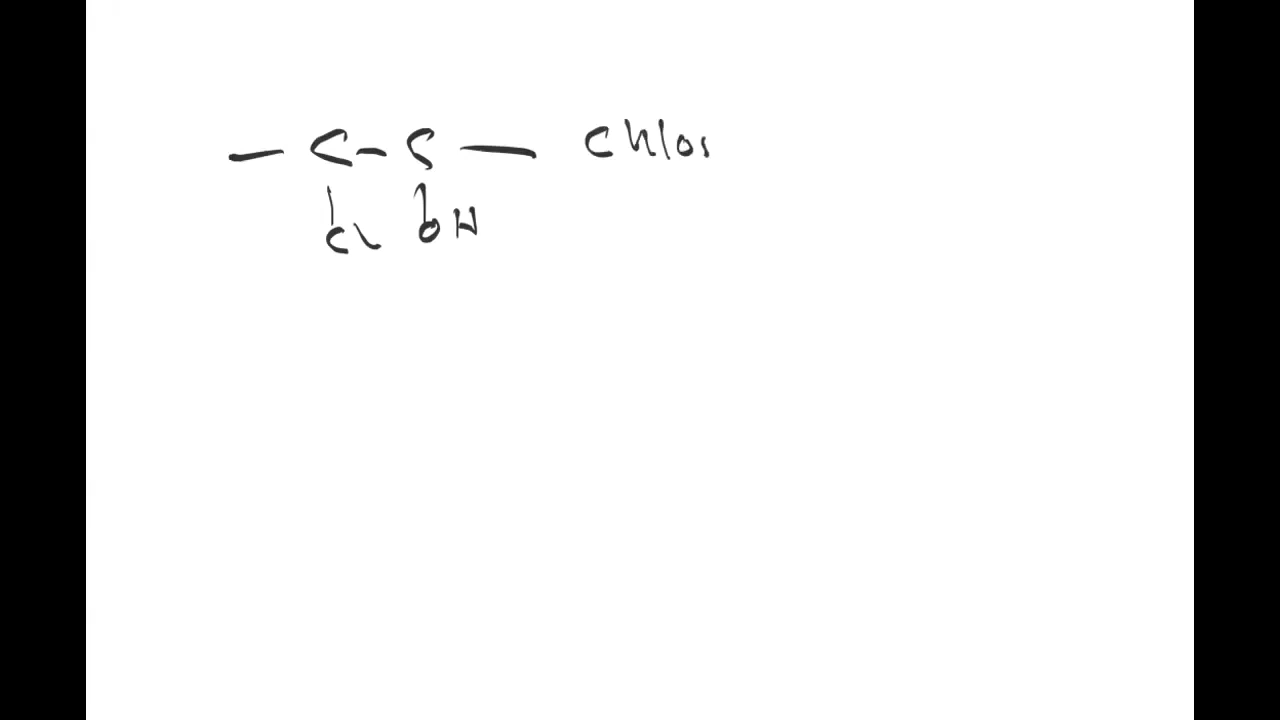 — C - C — Chlor
Cl OH